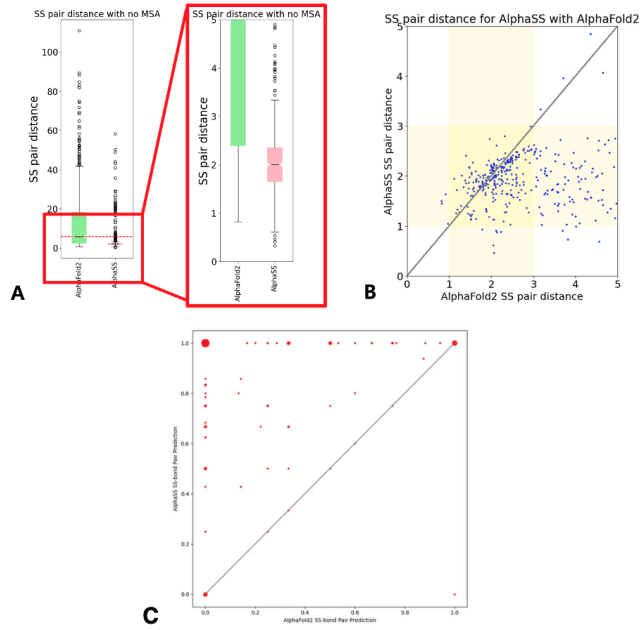 SS pair distance with no MSA
SS pair distance
100
80
60
40
20
0
AlphaFold2
AlphaSS
A
SS pair distance with no MSA
SS pair distance
5
4
3
2
1
0
AlphaFold2
AlphaSS
SS pair distance for AlphaSS with AlphaFold2
AlphaSS SS-pair distance
5
4
3
2
1
0
0
1
2
3
4
5
AlphaFold2 SS pair distance
B
AlphaSS SS-bond Pair Prediction
1.0
0.8
0.6
0.4
0.2
0.0
0.0
0.2
0.4
0.6
0.8
1.0
AlphaFold2 SS-bond Pair Prediction
C